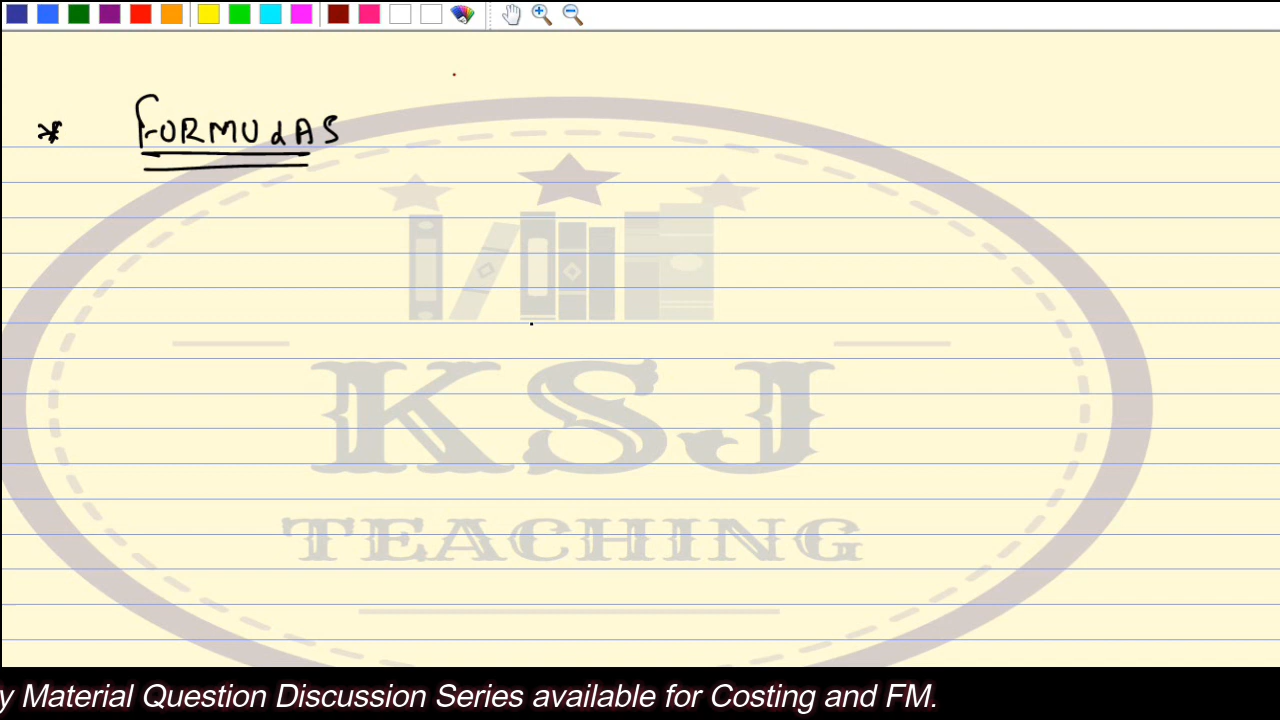 * FORMULAS
KSJ
TEACHING
y Material Question Discussion Series available for Costing and FM.